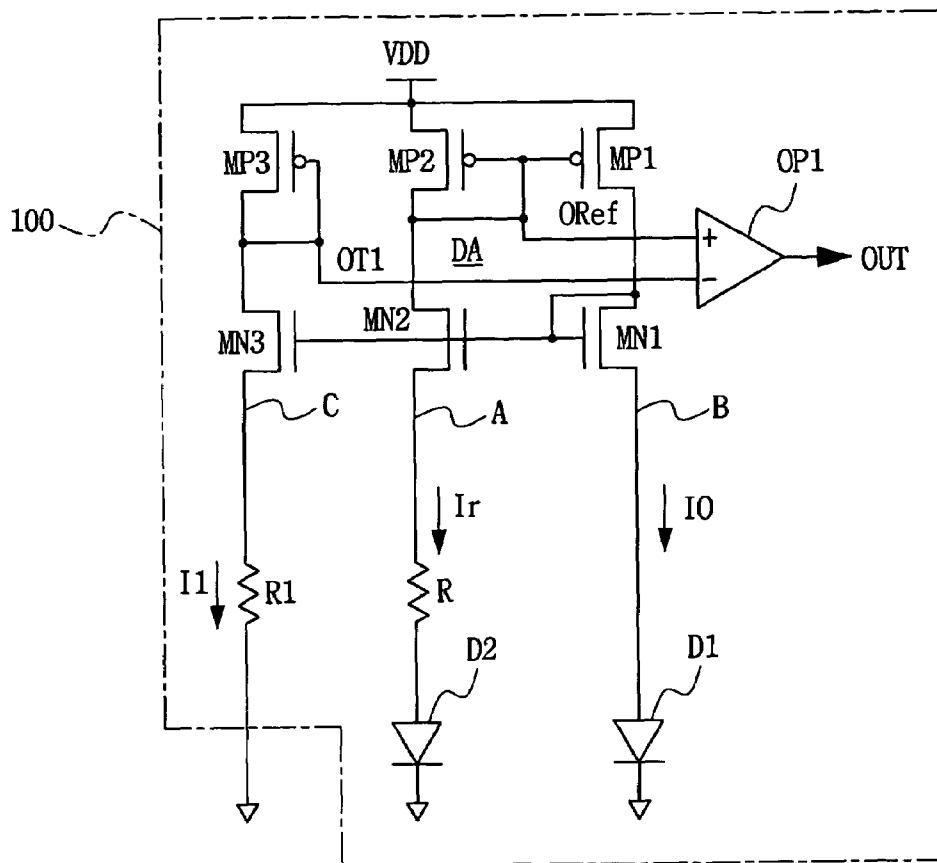 VDD
MP3
MP2
MP1
OP1
100
ORef
+
OT1
DA
−
OUT
MN3
MN2
MN1
C
A
B
Ir
I0
I1
R1
R
D2
D1